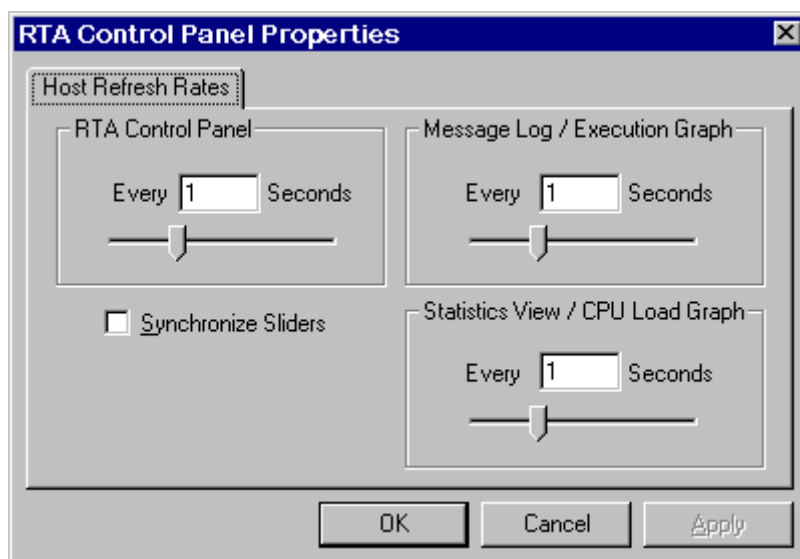 RTA Control Panel Properties
Host Refresh Rates
RTA Control Panel
Every 1 Seconds
Message Log / Execution Graph
Every 1 Seconds
Synchronize Sliders
Statistics View / CPU Load Graph
Every 1 Seconds
OK Cancel Apply